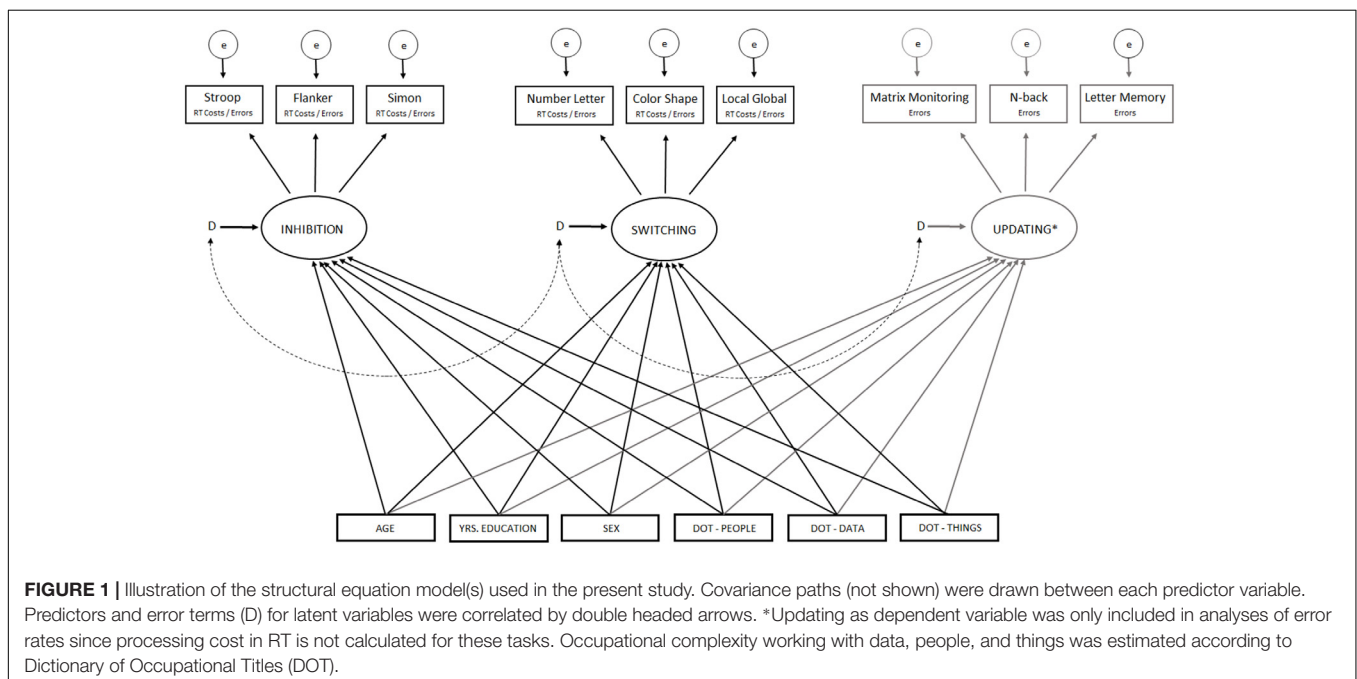 e e e e e e e e e
Stroop Flanker Simon Number Letter Color Shape Local Global Matrix Monitoring N-back Letter Memory
RT Costs / Errors RT Costs / Errors RT Costs / Errors RT Costs / Errors RT Costs / Errors RT Costs / Errors Errors Errors Errors
D INHIBITION D SWITCHING D UPDATING*
AGE YRS. EDUCATION SEX DOT - PEOPLE DOT - DATA DOT - THINGS
FIGURE 1 | Illustration of the structural equation model(s) used in the present study. Covariance paths (not shown) were drawn between each predictor variable.
Predictors and error terms (D) for latent variables were correlated by double headed arrows. *Updating as dependent variable was only included in analyses of error
rates since processing cost in RT is not calculated for these tasks. Occupational complexity working with data, people, and things was estimated according to
Dictionary of Occupational Titles (DOT).